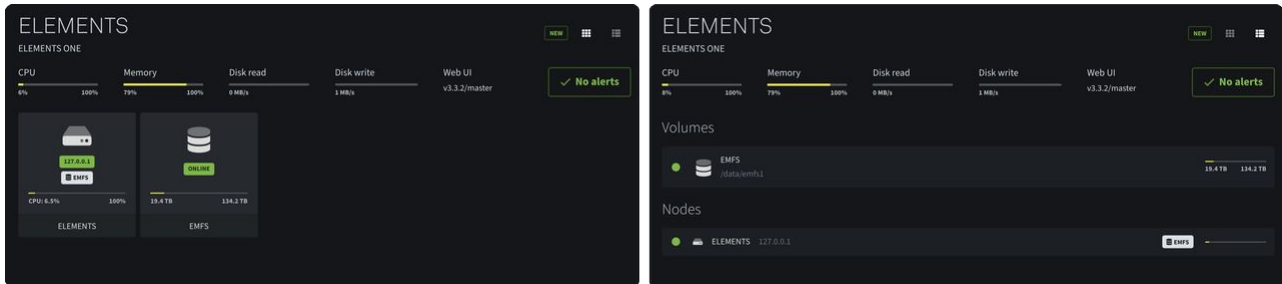 ELEMENTS
ELEMENTS ONE
NEW
CPU
6% 100%
Memory
79% 100%
Disk read
0 MB/s
Disk write
1 MB/s
Web UI
v3.3.2/master
No alerts
127.0.0.1
EMFS
CPU: 6.5% 100%
ELEMENTS
ONLINE
19.4 TB 134.2 TB
EMFS
ELEMENTS
ELEMENTS ONE
NEW
CPU
8% 100%
Memory
79% 100%
Disk read
0 MB/s
Disk write
1 MB/s
Web UI
v3.3.2/master
No alerts
Volumes
EMFS
/data/emfs1
19.4 TB 134.2 TB
Nodes
ELEMENTS 127.0.0.1
EMFS